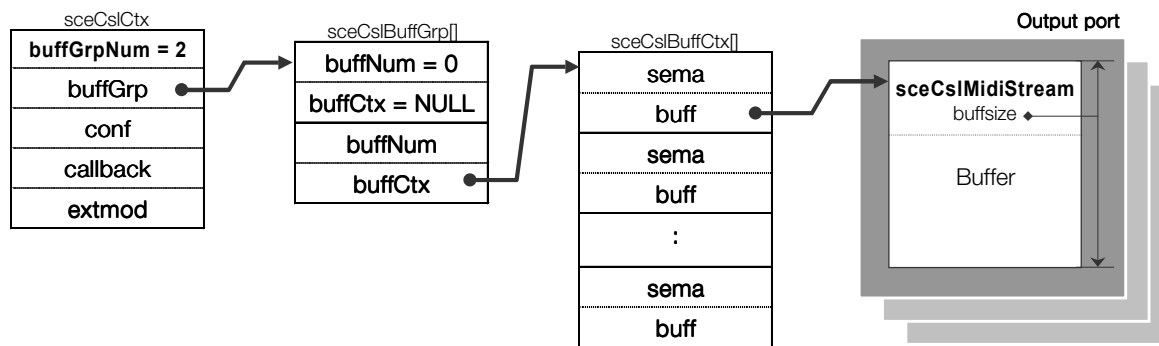 sceCslCtx
buffGrpNum = 2
buffGrp
conf
callback
extmod
sceCslBuffGrp[]
buffNum = 0
buffCtx = NULL
buffNum
buffCtx
sceCslBuffCtx[]
sema
buff
sema
buff
:
sema
buff
Output port
sceCslMidiStream
buffsize
Buffer